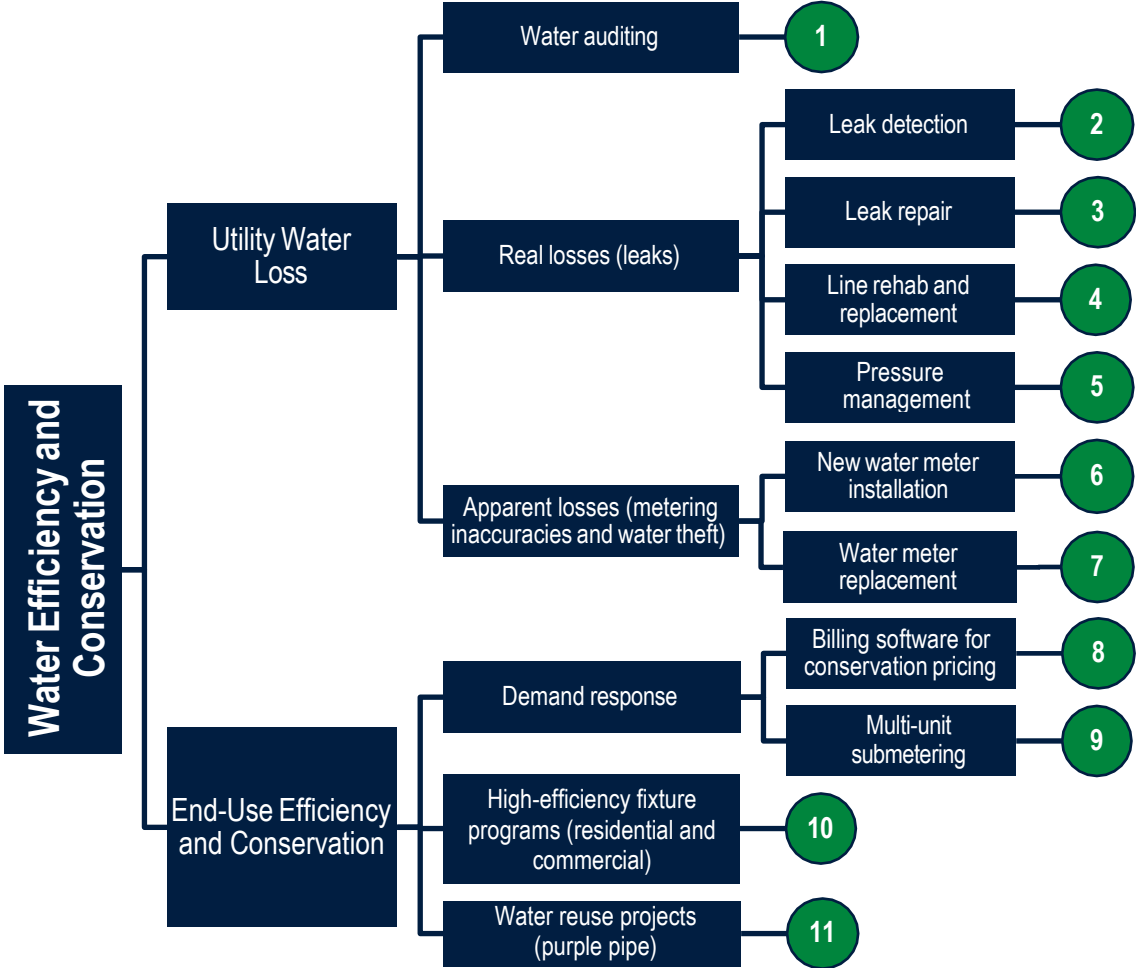 Water Efficiency and
Conservation
Utility Water
Loss
Water auditing
1
Real losses (leaks)
Leak detection
2
Leak repair
3
Line rehab and
replacement
4
Pressure
management
5
Apparent losses (metering
inaccuracies and water theft)
New water meter
installation
6
Water meter
replacement
7
End-Use Efficiency
and Conservation
Demand response
Billing software for
conservation pricing
8
Multi-unit
submetering
9
High-efficiency fixture
programs (residential and
commercial)
10
Water reuse projects
(purple pipe)
11